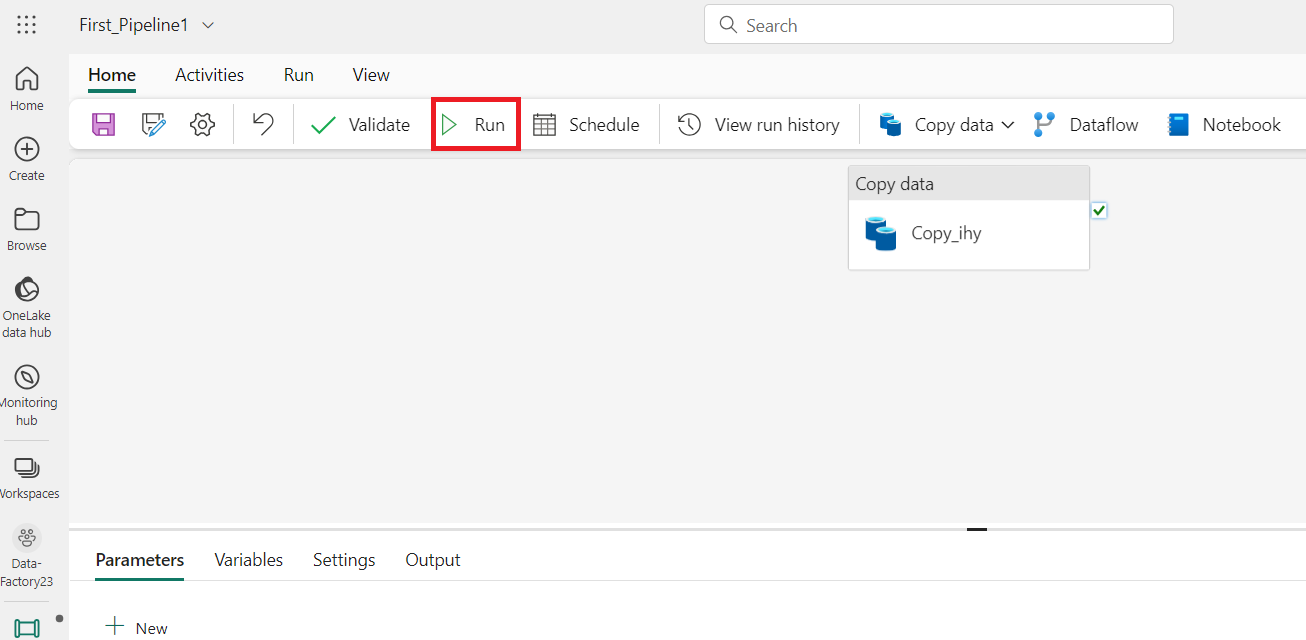 First_Pipeline1
Search
Home
Activities
Run
View
Validate
Run
Schedule
View run history
Copy data
Dataflow
Notebook
Home
Create
Browse
OneLake
data hub
Monitoring
hub
Workspaces
Data-
Factory23
Copy data
Copy_ihy
Parameters
Variables
Settings
Output
New